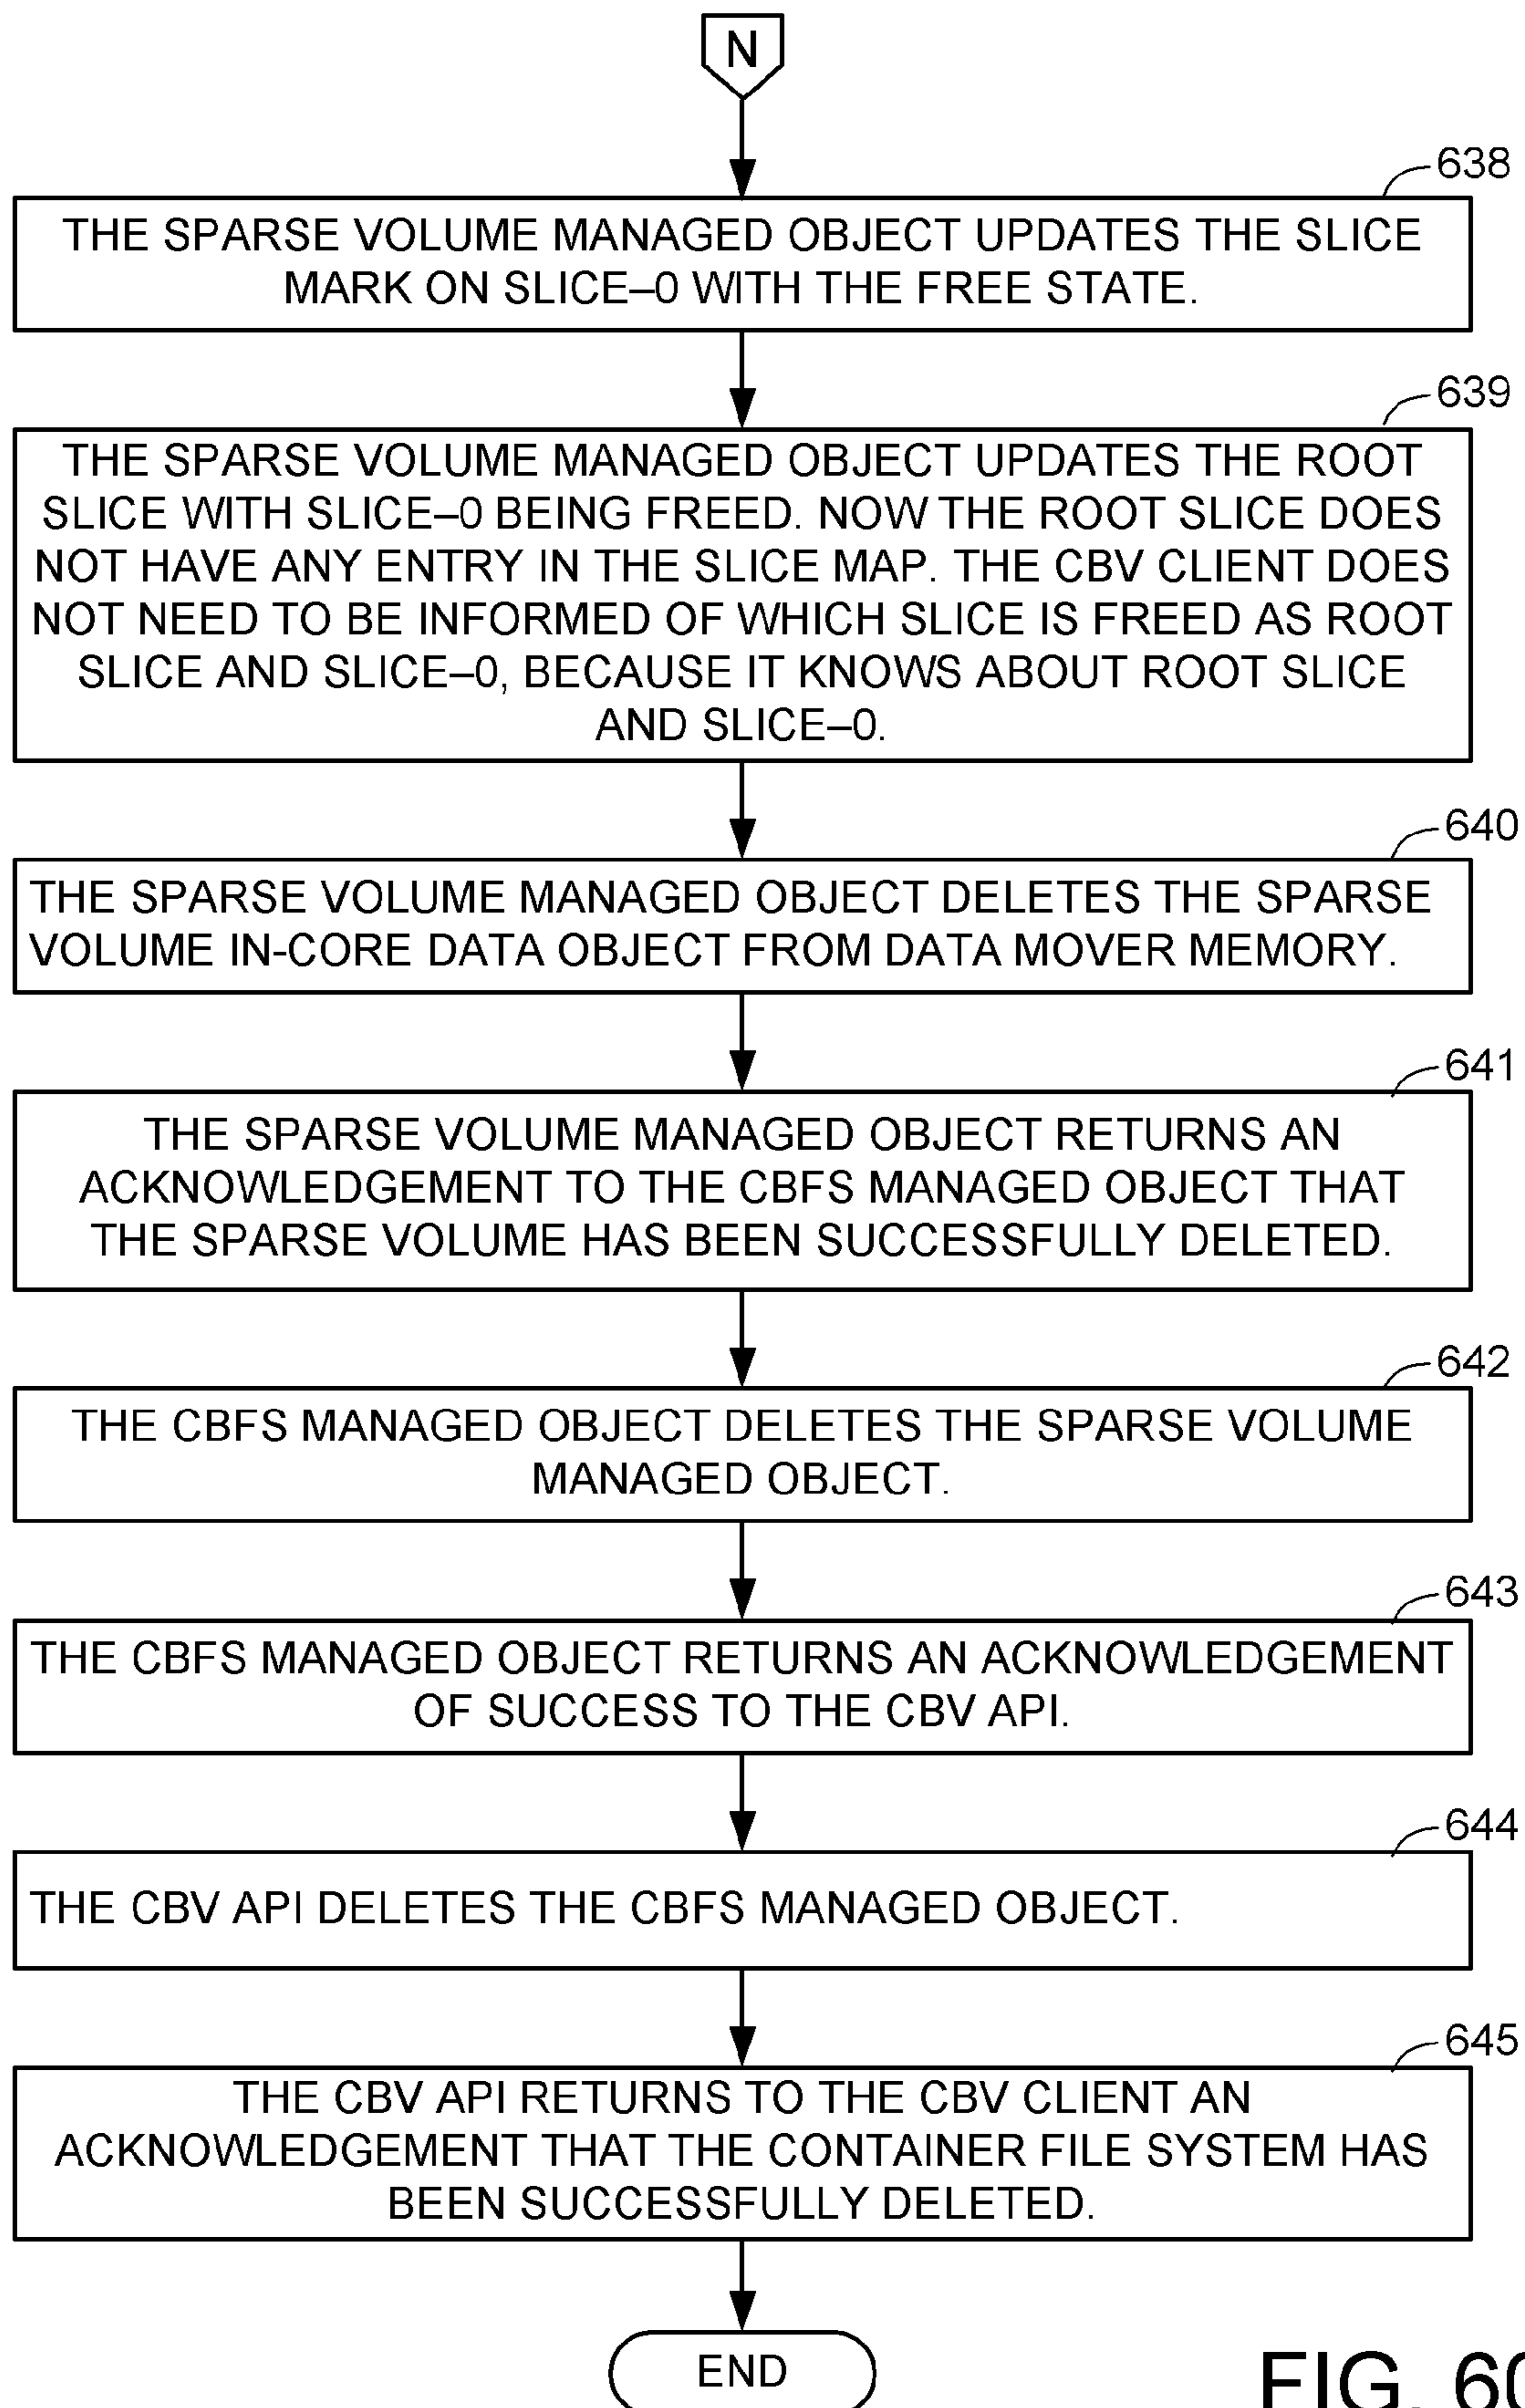 N
638
THE SPARSE VOLUME MANAGED OBJECT UPDATES THE SLICE
MARK ON SLICE–0 WITH THE FREE STATE.
639
THE SPARSE VOLUME MANAGED OBJECT UPDATES THE ROOT
SLICE WITH SLICE–0 BEING FREED. NOW THE ROOT SLICE DOES
NOT HAVE ANY ENTRY IN THE SLICE MAP. THE CBV CLIENT DOES
NOT NEED TO BE INFORMED OF WHICH SLICE IS FREED AS ROOT
SLICE AND SLICE–0, BECAUSE IT KNOWS ABOUT ROOT SLICE
AND SLICE–0.
640
THE SPARSE VOLUME MANAGED OBJECT DELETES THE SPARSE
VOLUME IN-CORE DATA OBJECT FROM DATA MOVER MEMORY.
641
THE SPARSE VOLUME MANAGED OBJECT RETURNS AN
ACKNOWLEDGEMENT TO THE CBFS MANAGED OBJECT THAT
THE SPARSE VOLUME HAS BEEN SUCCESSFULLY DELETED.
642
THE CBFS MANAGED OBJECT DELETES THE SPARSE VOLUME
MANAGED OBJECT.
643
THE CBFS MANAGED OBJECT RETURNS AN ACKNOWLEDGEMENT
OF SUCCESS TO THE CBV API.
644
THE CBV API DELETES THE CBFS MANAGED OBJECT.
645
THE CBV API RETURNS TO THE CBV CLIENT AN
ACKNOWLEDGEMENT THAT THE CONTAINER FILE SYSTEM HAS
BEEN SUCCESSFULLY DELETED.
END
FIG. 60